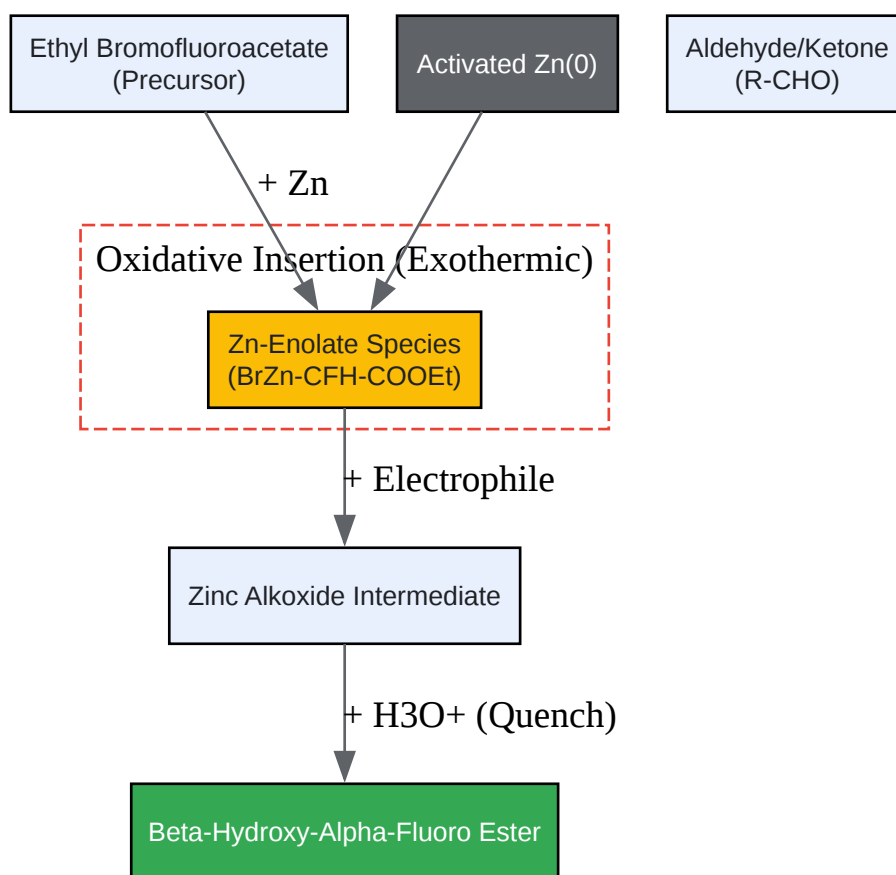 Ethyl Bromofluoroacetate
(Precursor)
Activated Zn(0)
Aldehyde/Ketone
(R-CHO)
+ Zn
Oxidative Insertion (Exothermic)
Zn-Enolate Species
(BrZn-CFH-COOEt)
+ Electrophile
Zinc Alkoxide Intermediate
+ H3O+ (Quench)
Beta-Hydroxy-Alpha-Fluoro Ester